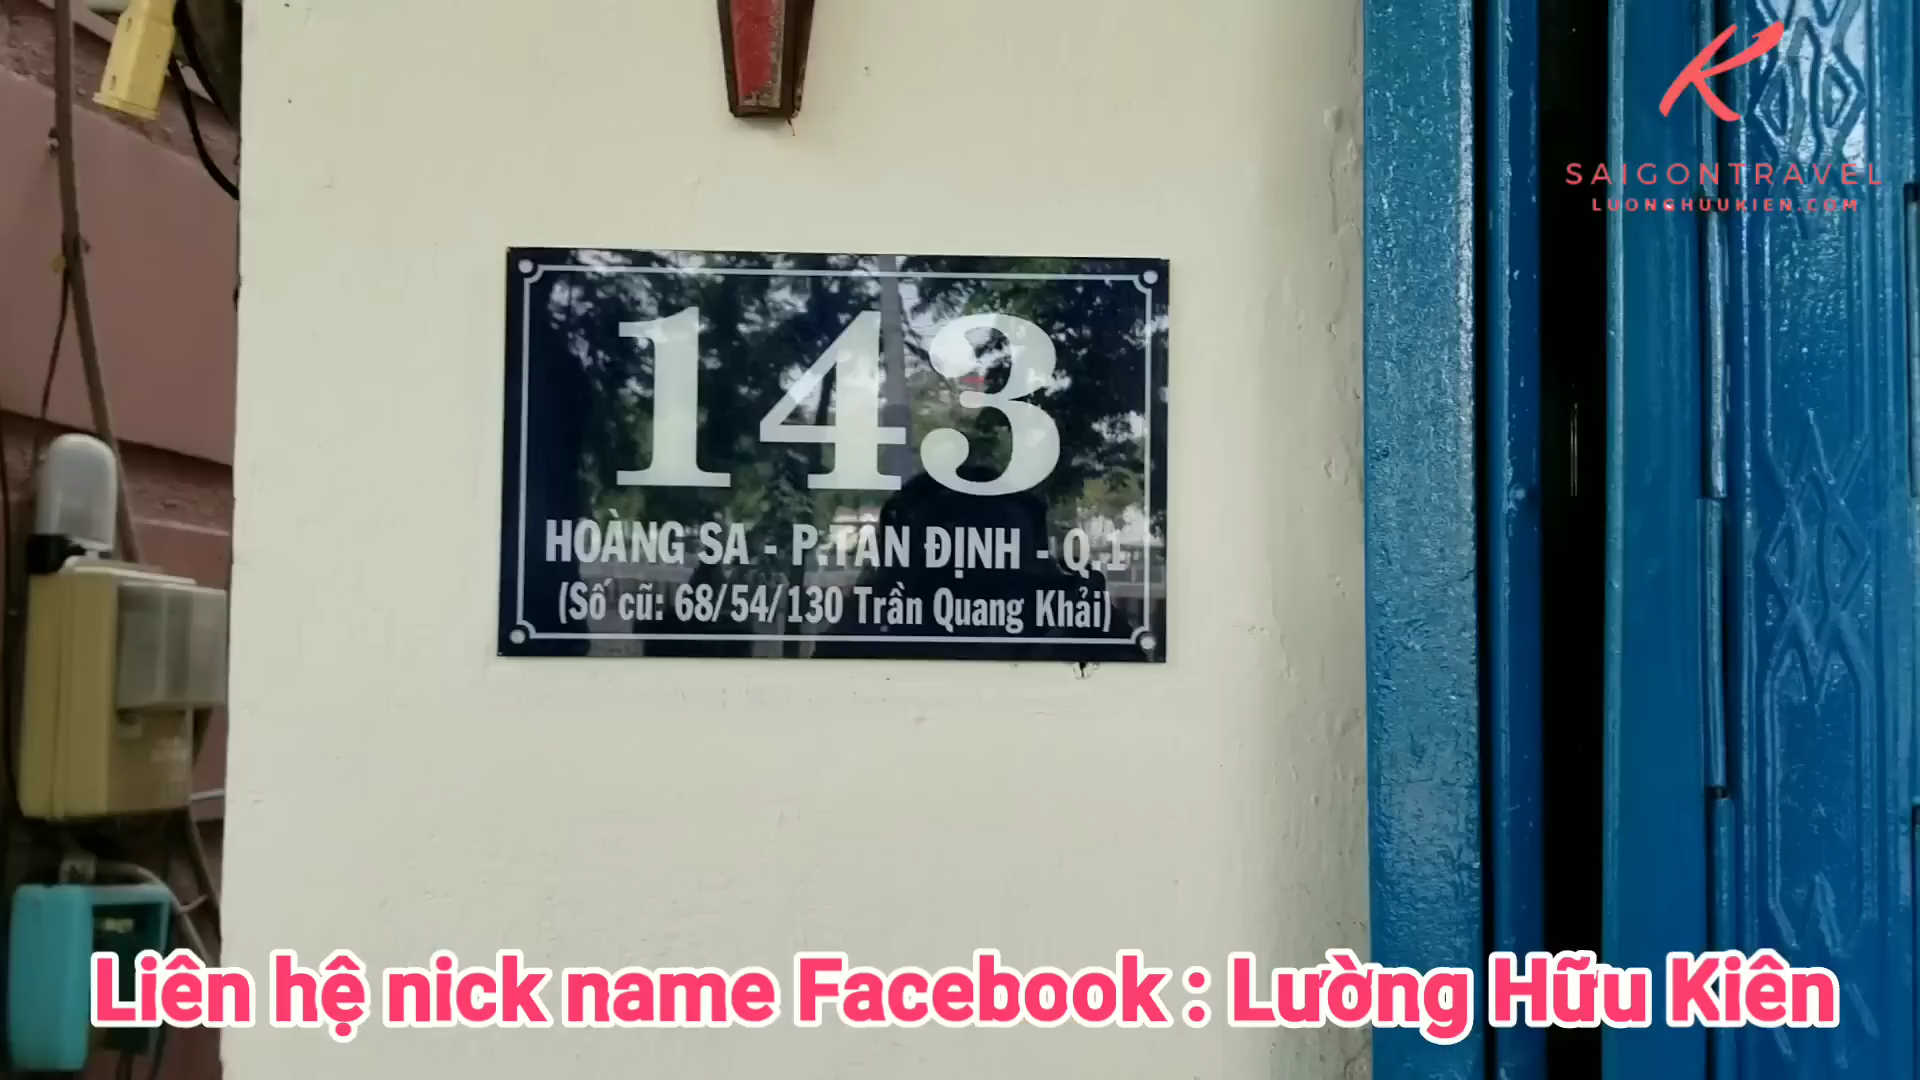 SAIGONTRAVEL
LUONGHUUKIEN.COM
143
HOÀNG SA - P.TÂN ĐỊNH - Q.1
(Số cũ: 68/54/130 Trần Quang Khải)
Liên hệ nick name Facebook : Lường Hữu Kiên